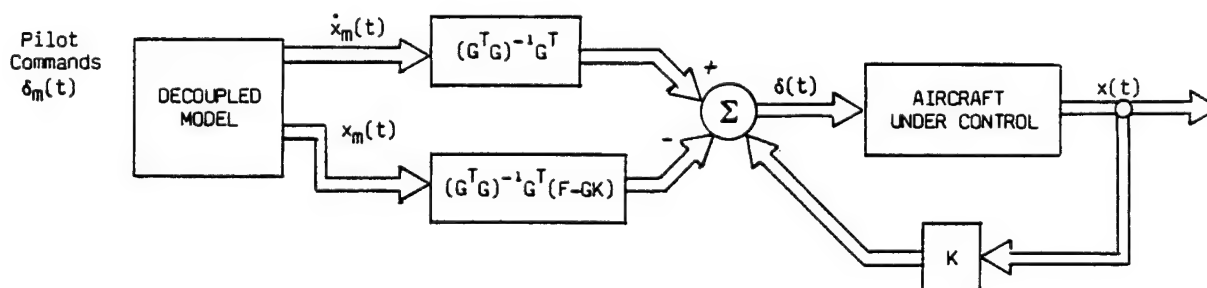 Pilot
Commands
δₘ(t)
DECOUPLED
MODEL
ẋₘ(t)
(GᵀG)⁻¹Gᵀ
+
xₘ(t)
(GᵀG)⁻¹Gᵀ(F-GK)
-
Σ
δ(t)
AIRCRAFT
UNDER CONTROL
x(t)
K